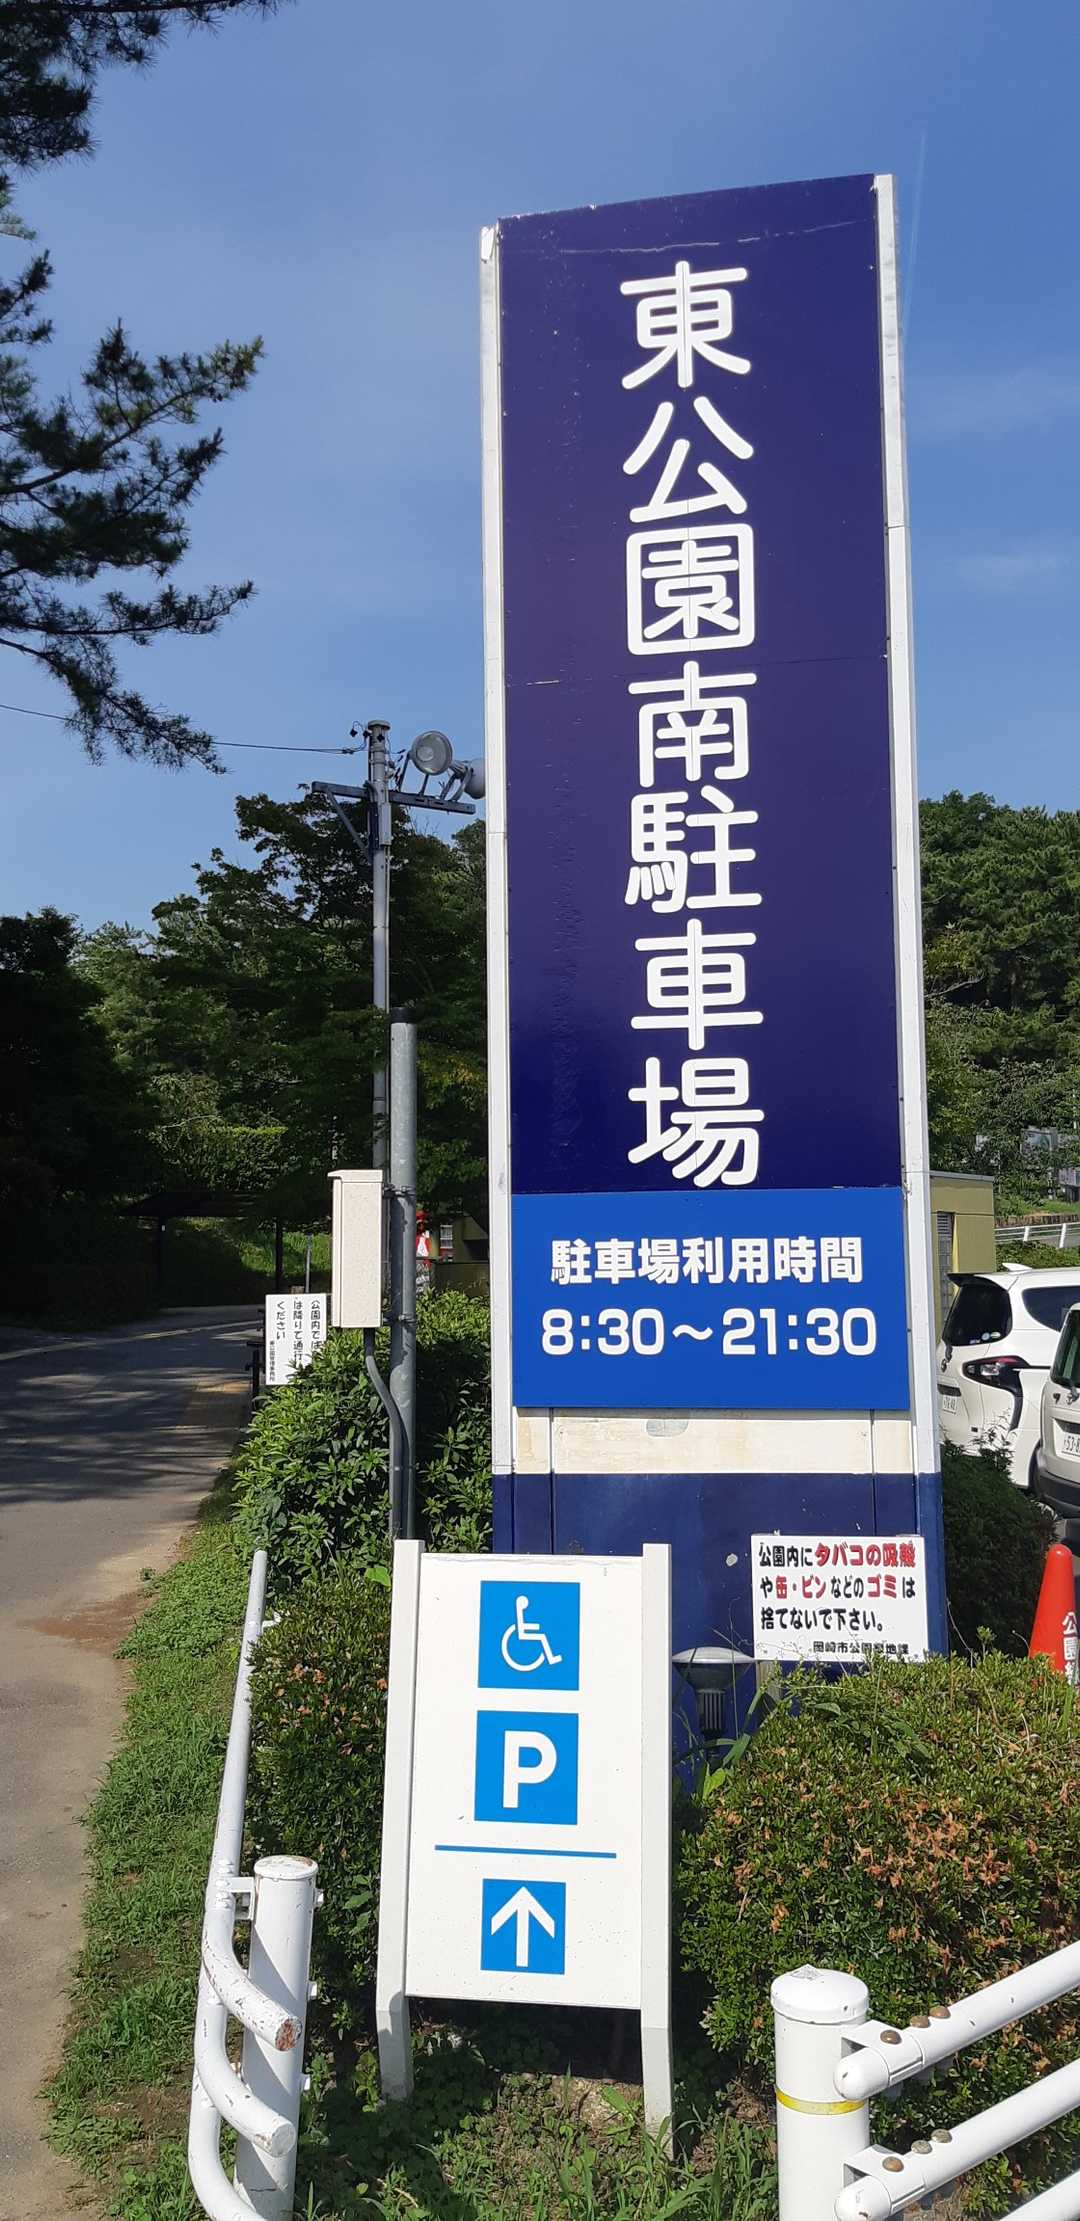 東公園南駐車場
駐車場利用時間
8:30～21:30
公園内では
は降りて通行
ください
公園内にタバコの吸殻
や缶・ビンなどのゴミは
捨てないで下さい。
岡崎市公園緑地課
P
公園